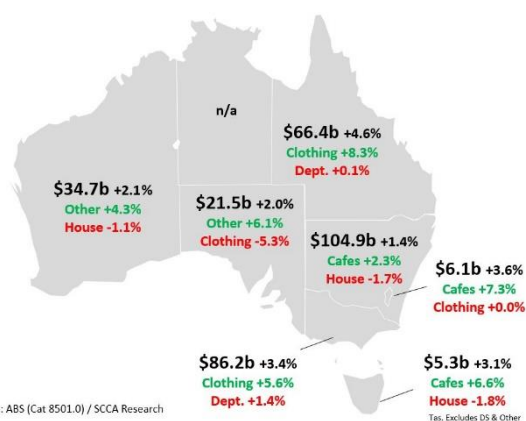 n/a
$66.4b +4.6%
Clothing +8.3%
Dept. +0.1%
$34.7b +2.1%
Other +4.3%
House -1.1%
$21.5b +2.0%
Other +6.1%
Clothing -5.3%
$104.9b +1.4%
Cafes +2.3%
House -1.7%
$6.1b +3.6%
Cafes +7.3%
Clothing +0.0%
$86.2b +3.4%
Clothing +5.6%
Dept. +1.4%
$5.3b +3.1%
Cafes +6.6%
House -1.8%
: ABS (Cat 8501.0) / SCCA Research
Tas. Excludes DS & Other